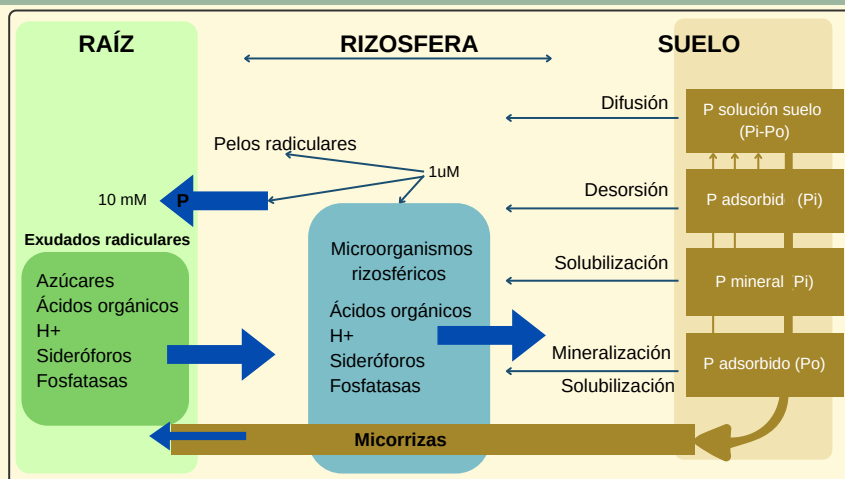 RAÍZ
RIZOSFERA
SUELO
Difusión
P solución suelo
(Pi-Po)
Pelos radiculares
1uM
10 mM
P
Desorsión
P adsorbid (Pi)
Exudados radiculares
Azúcares
Ácidos orgánicos
H+
Sideróforos
Fosfatasas
Microorganismos
rizosféricos
Ácidos orgánicos
H+
Sideróforos
Fosfatasas
Solubilización
P mineral (Pi)
Mineralización
Solubilización
P adsorbido (Po)
Micorrizas